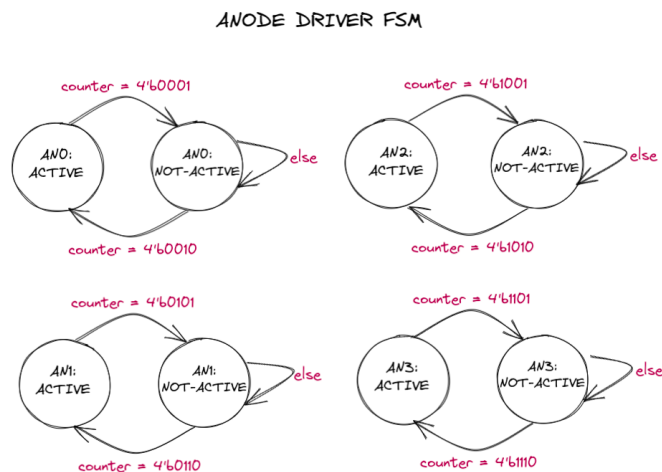 ANODE DRIVER FSM
counter = 4'b0001
AN0:
ACTIVE
AN0:
NOT-ACTIVE
else
counter = 4'b0010
counter = 4'b1001
AN2:
ACTIVE
AN2:
NOT-ACTIVE
else
counter = 4'b1010
counter = 4'b0101
AN1:
ACTIVE
AN1:
NOT-ACTIVE
else
counter = 4'b0110
counter = 4'b1101
AN3:
ACTIVE
AN3:
NOT-ACTIVE
else
counter = 4'b1110